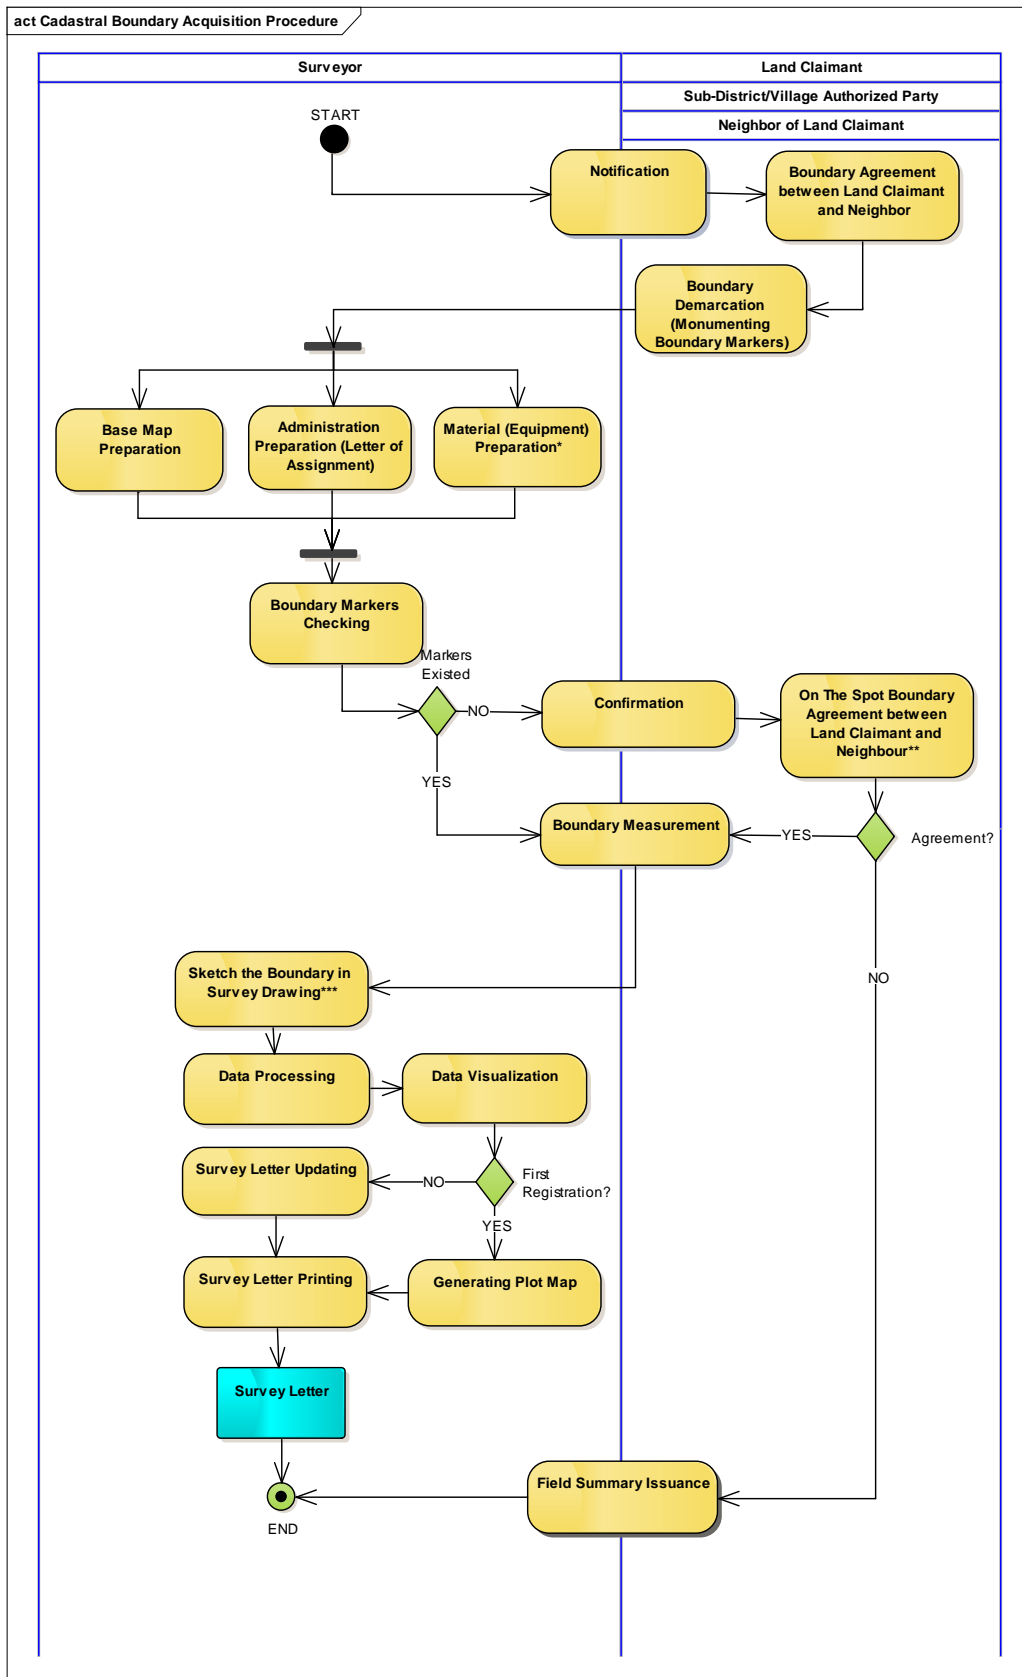 act Cadastral Boundary Acquisition Procedure
Surveyor
Land Claimant
Sub-District/Village Authorized Party
Neighbor of Land Claimant
START
Notification
Boundary Agreement
between Land Claimant
and Neighbor
Boundary
Demarcation
(Monumenting
Boundary Markers)
Base Map
Preparation
Administration
Preparation (Letter of
Assignment)
Material (Equipment)
Preparation*
Boundary Markers
Checking
Markers
Existed
NO
Confirmation
On The Spot Boundary
Agreement between
Land Claimant and
Neighbour**
YES
Boundary Measurement
YES
Agreement?
Sketch the Boundary in
Survey Drawing***
NO
Data Processing
Data Visualization
Survey Letter Updating
NO
First
Registration?
YES
Survey Letter Printing
Generating Plot Map
Survey Letter
Field Summary Issuance
END